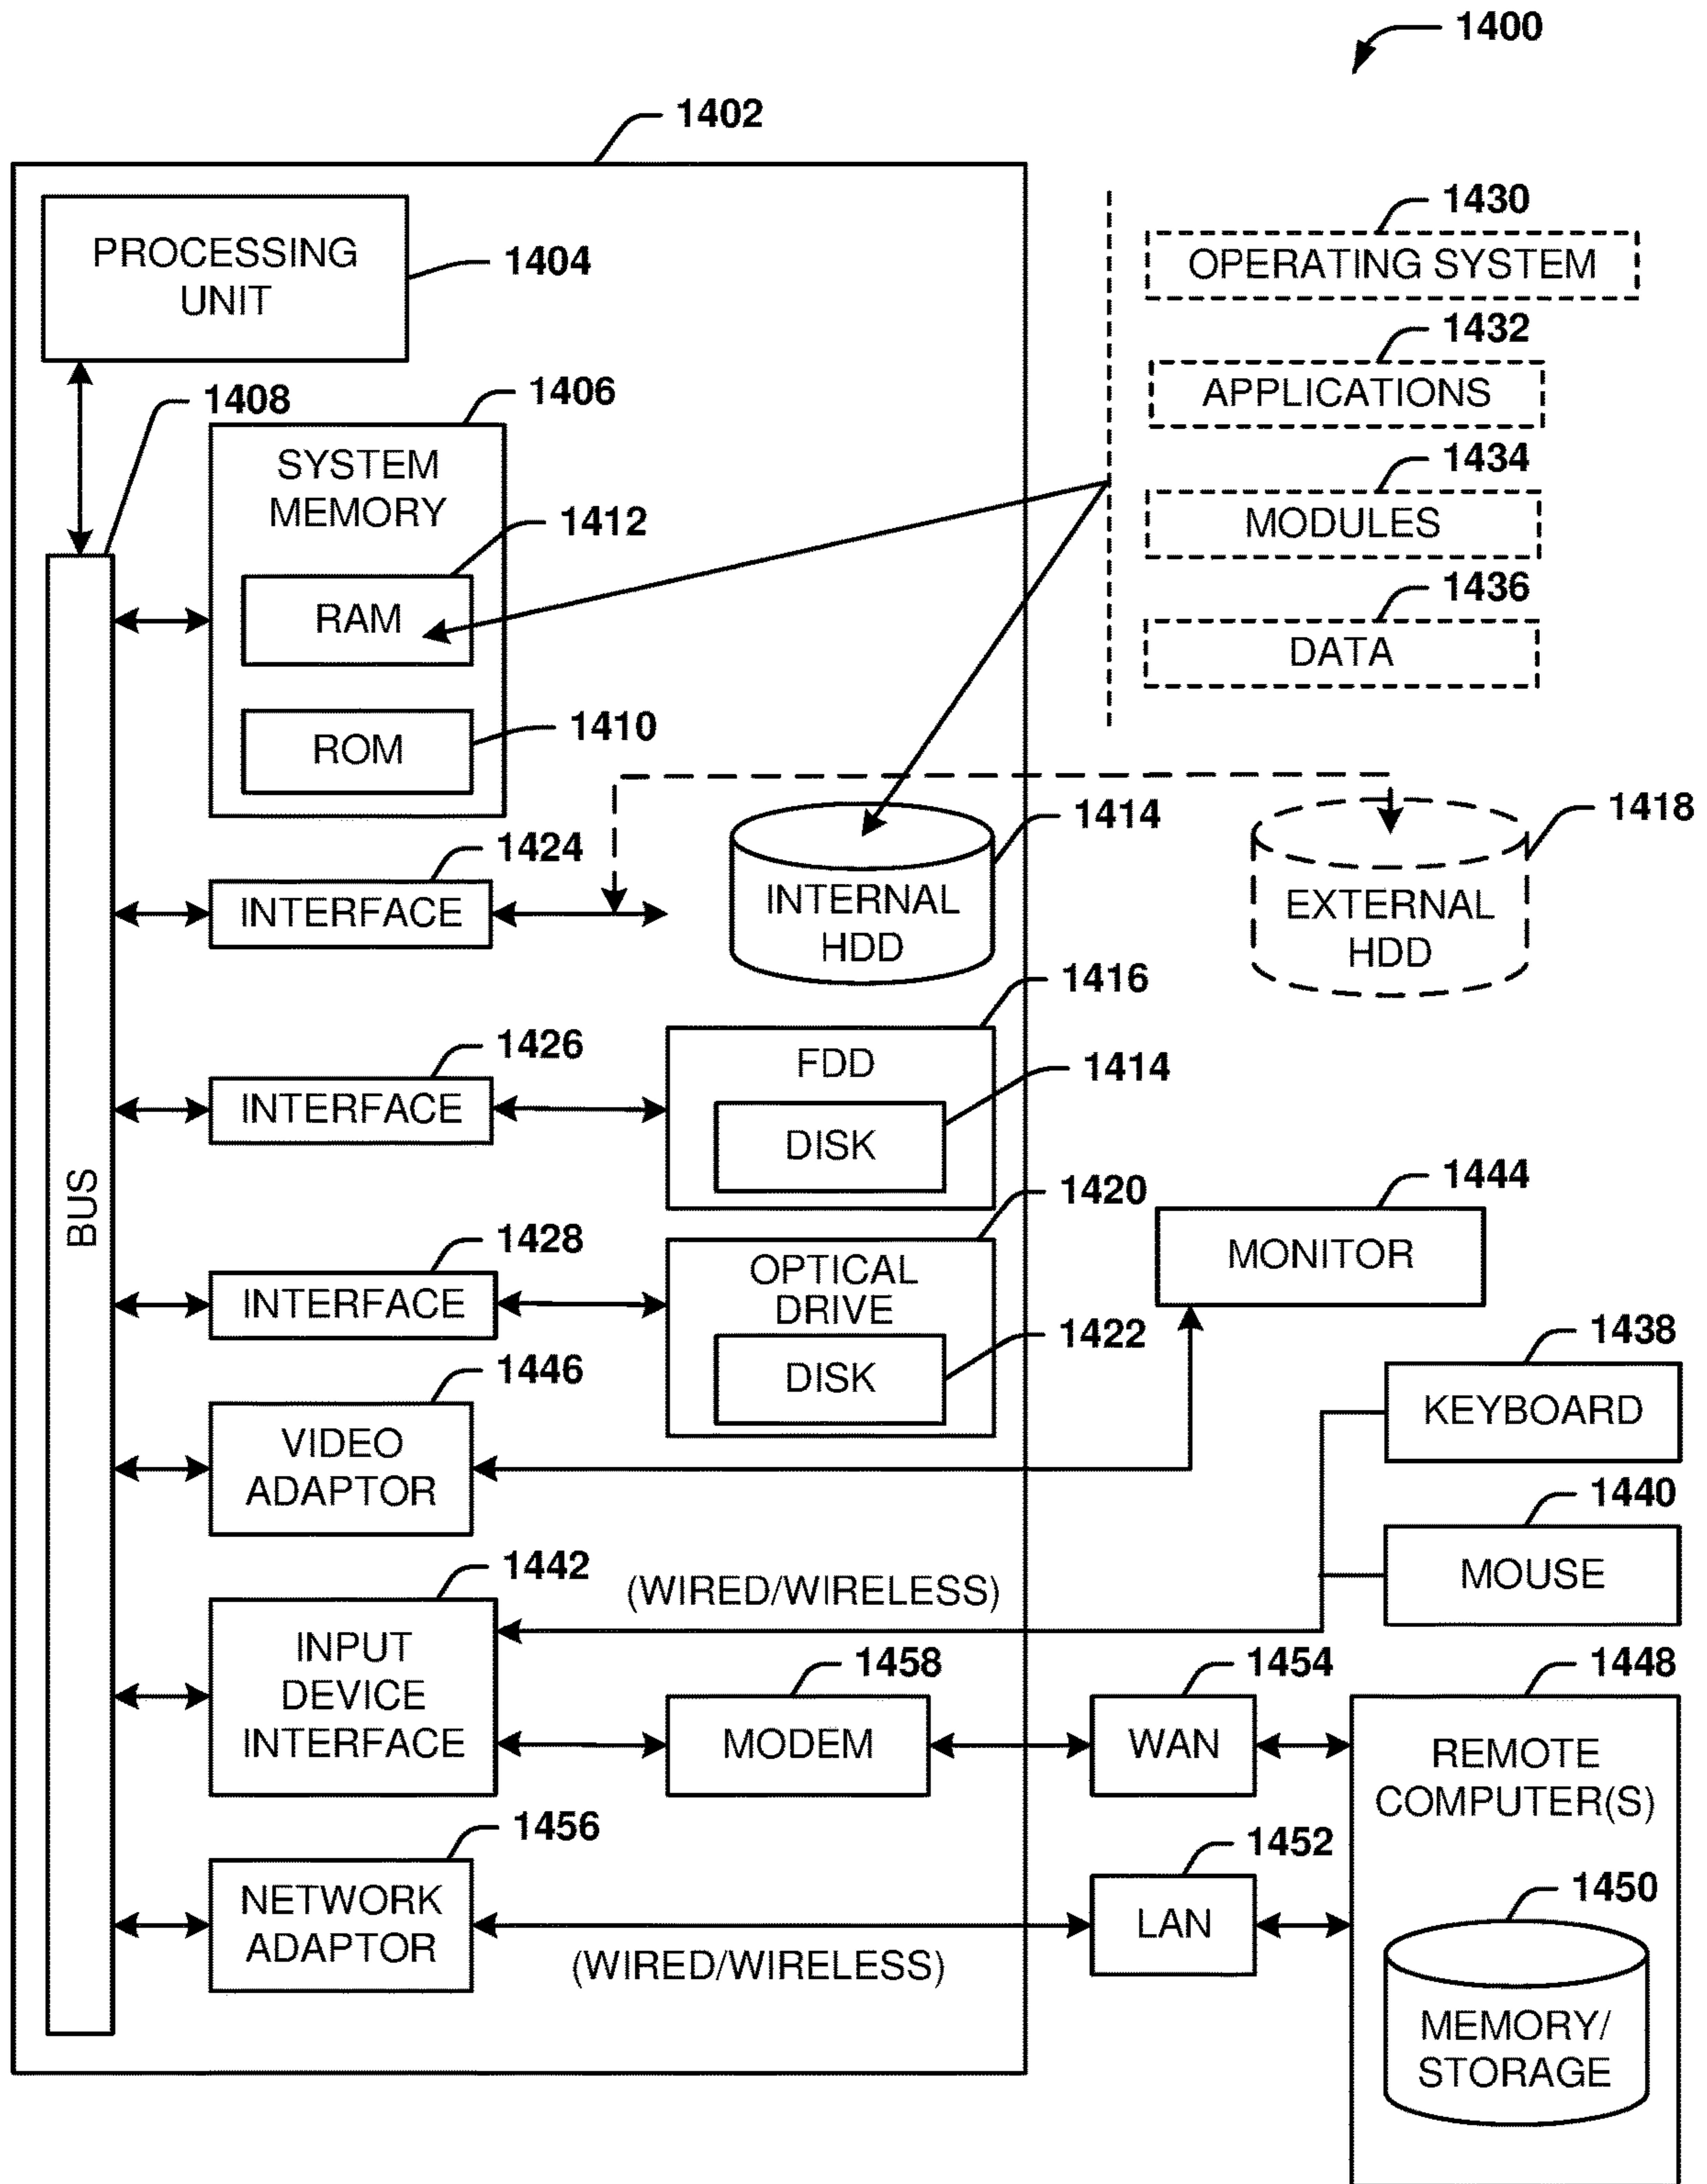 1400
1402
PROCESSING
UNIT
1404
1430
OPERATING SYSTEM
1432
APPLICATIONS
1434
MODULES
1436
DATA
1408
1406
SYSTEM
MEMORY
1412
RAM
1410
ROM
1424
INTERFACE
1414
INTERNAL
HDD
1418
EXTERNAL
HDD
1416
FDD
1426
INTERFACE
1414
DISK
BUS
1420
OPTICAL
DRIVE
1428
INTERFACE
1422
DISK
1444
MONITOR
1446
VIDEO
ADAPTOR
1438
KEYBOARD
1440
MOUSE
1442
INPUT
DEVICE
INTERFACE
(WIRED/WIRELESS)
1458
MODEM
1454
WAN
1448
REMOTE
COMPUTER(S)
1456
NETWORK
ADAPTOR
(WIRED/WIRELESS)
1452
LAN
1450
MEMORY/
STORAGE